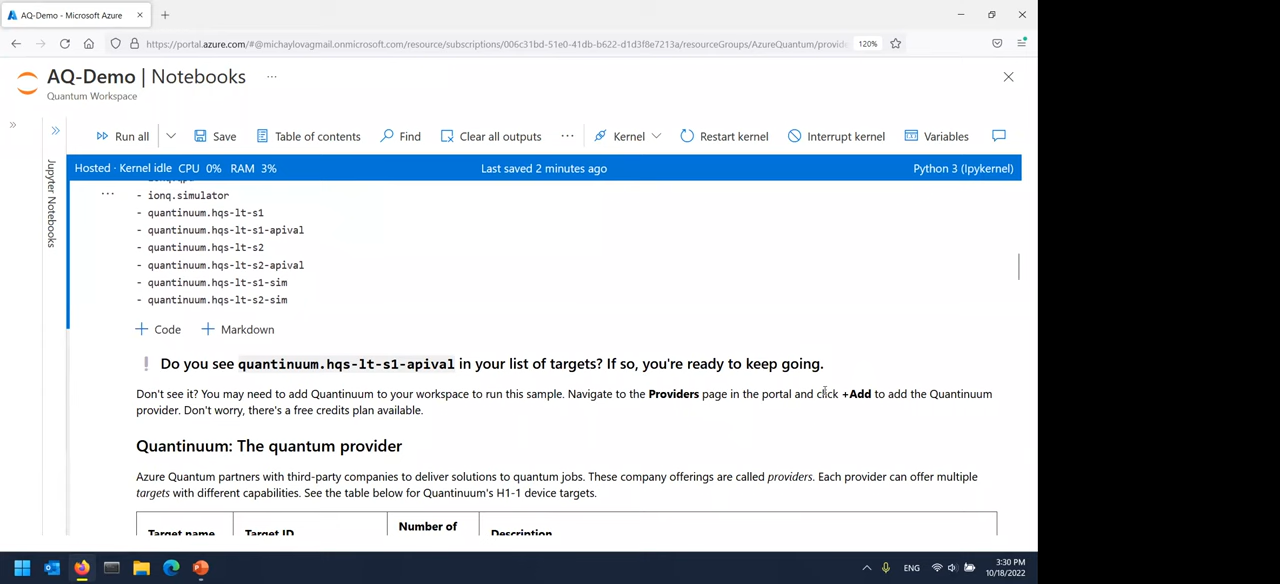 AQ-Demo - Microsoft Azure
https://portal.azure.com/#@michaylovagmail.onmicrosoft.com/resource/subscriptions/006c31bd-51e0-41db-b622-d1d3f8e7213a/resourceGroups/AzureQuantum/provid
120%
AQ-Demo | Notebooks
Quantum Workspace
Run all
Save
Table of contents
Find
Clear all outputs
Kernel
Restart kernel
Interrupt kernel
Variables
Jupyter Notebooks
Hosted · Kernel idle CPU 0% RAM 3%
Last saved 2 minutes ago
Python 3 (Ipykernel)
- ionq.simulator
- quantinuum.hqs-lt-s1
- quantinuum.hqs-lt-s1-apival
- quantinuum.hqs-lt-s2
- quantinuum.hqs-lt-s2-apival
- quantinuum.hqs-lt-s1-sim
- quantinuum.hqs-lt-s2-sim
+ Code + Markdown
❕ Do you see quantinuum.hqs-lt-s1-apival in your list of targets? If so, you're ready to keep going.
Don't see it? You may need to add Quantinuum to your workspace to run this sample. Navigate to the Providers page in the portal and click +Add to add the Quantinuum
provider. Don't worry, there's a free credits plan available.
Quantinuum: The quantum provider
Azure Quantum partners with third-party companies to deliver solutions to quantum jobs. These company offerings are called providers. Each provider can offer multiple
targets with different capabilities. See the table below for Quantinuum's H1-1 device targets.
Number of
Target name
Target ID
Description
ENG
3:30 PM
10/18/2022